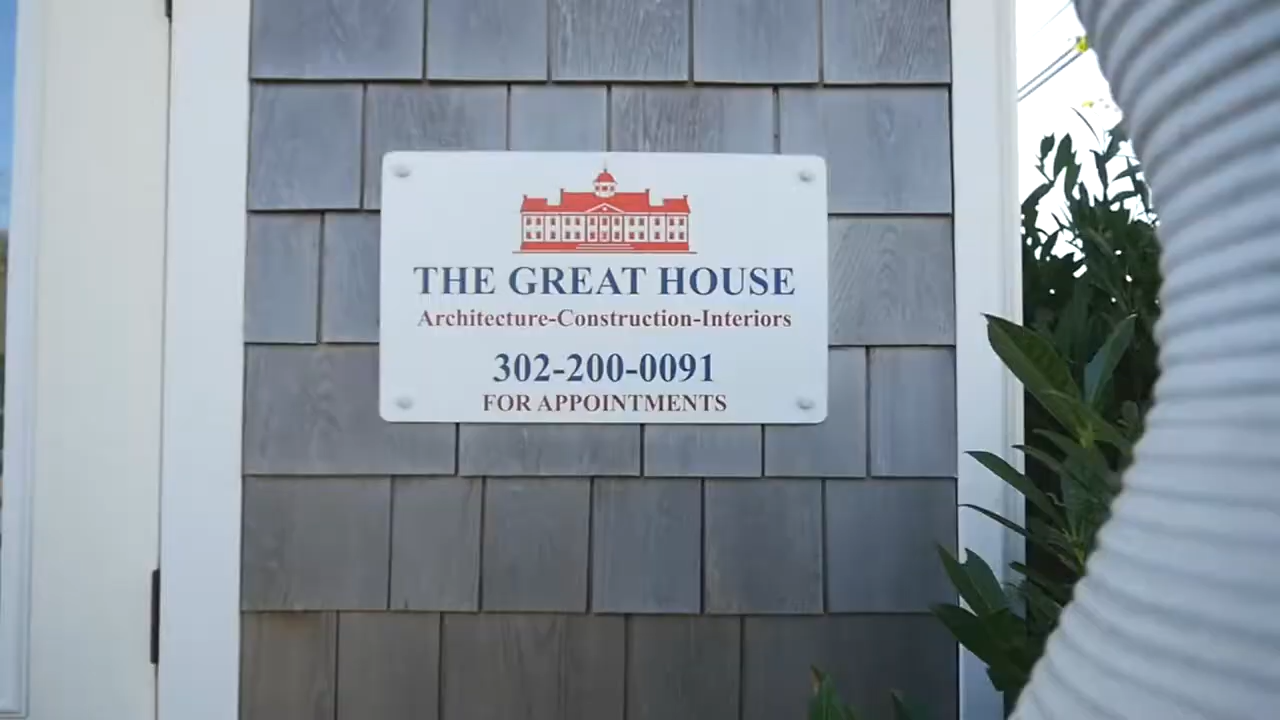 THE GREAT HOUSE
Architecture-Construction-Interiors
302-200-0091
FOR APPOINTMENTS